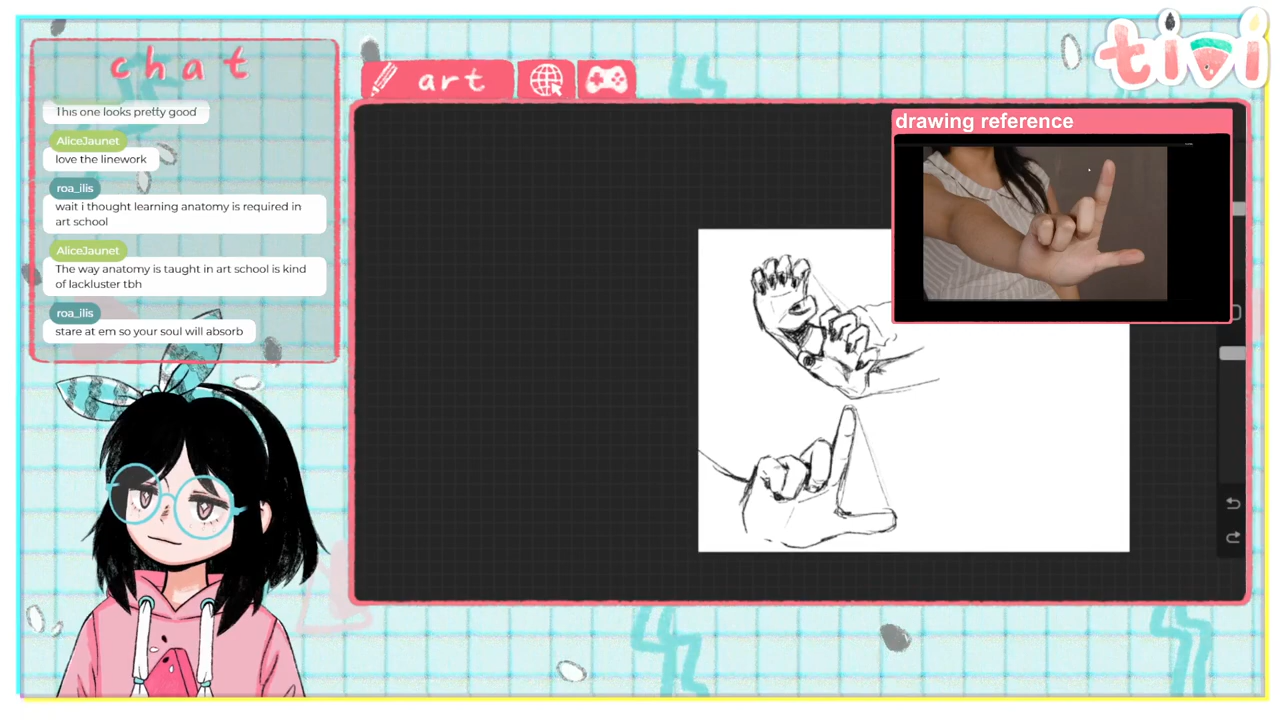 chat
This one looks pretty good
AliceJaunet
love the linework
roa_ilis
wait i thought learning anatomy is required in
art school
AliceJaunet
The way anatomy is taught in art school is kind
of lackluster tbh
roa_ilis
stare at em so your soul will absorb
art
drawing reference
tivi